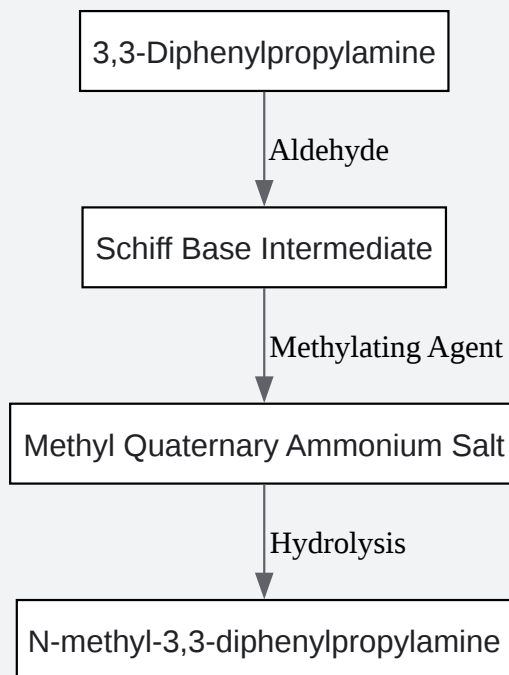 3,3-Diphenylpropylamine
Aldehyde
Schiff Base Intermediate
Methylating Agent
Methyl Quaternary Ammonium Salt
Hydrolysis
N-methyl-3,3-diphenylpropylamine